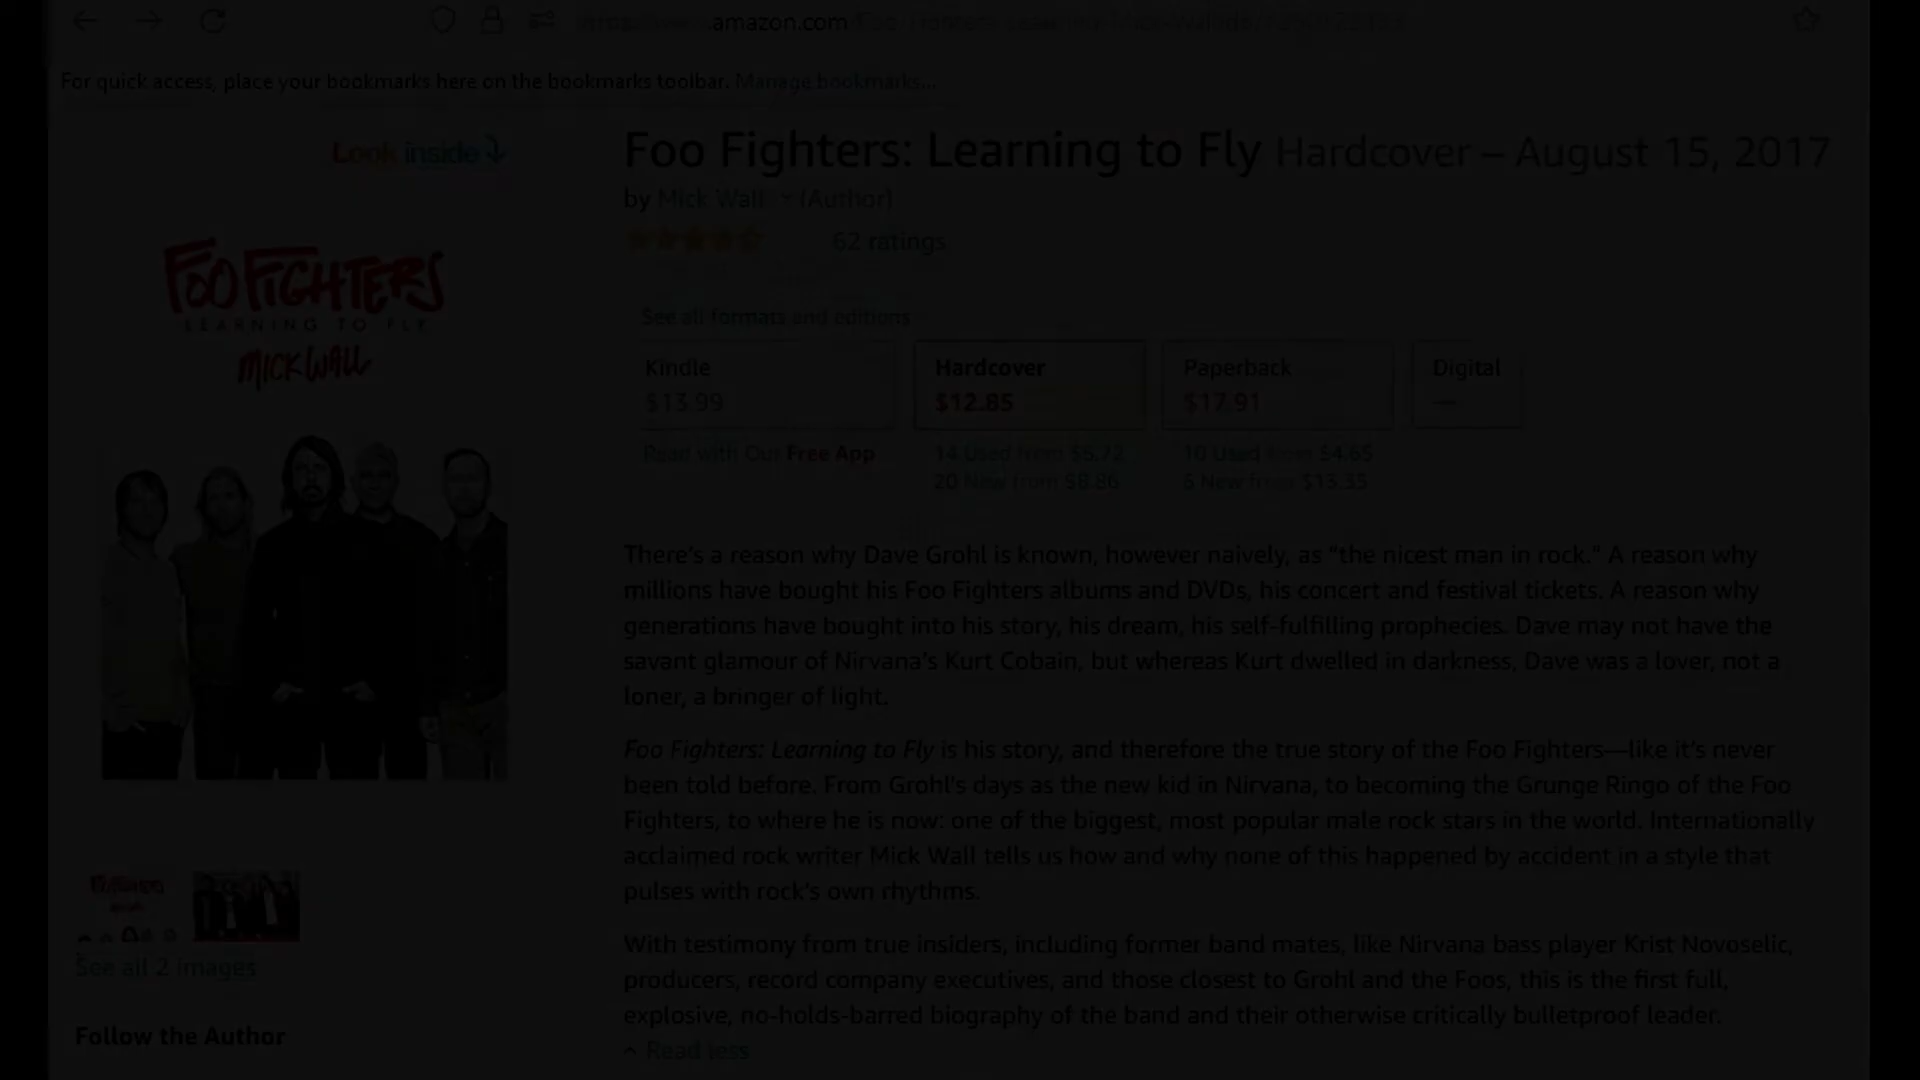 .amazon.com
For quick access, place your bookmarks here on the bookmarks toolbar. Manage bookmarks...
Look inside
Foo Fighters: Learning to Fly Hardcover – August 15, 2017
by Mick Wall (Author)
62 ratings
FOO FIGHTERS
LEARNING TO FLY
MICK WALL
See all formats and editions
Kindle
$13.99
Hardcover
$12.85
Paperback
$17.91
Digital
—
Read with Our Free App
14 Used from $6.72
20 New from $8.86
10 Used from $4.65
5 New from $13.35
There's a reason why Dave Grohl is known, however naively, as “the nicest man in rock.” A reason why
millions have bought his Foo Fighters albums and DVDs, his concert and festival tickets. A reason why
generations have bought into his story, his dream, his self-fulfilling prophecies. Dave may not have the
savant glamour of Nirvana's Kurt Cobain, but whereas Kurt dwelled in darkness, Dave was a lover, not a
loner, a bringer of light.
Foo Fighters: Learning to Fly is his story, and therefore the true story of the Foo Fighters—like it's never
been told before. From Grohl's days as the new kid in Nirvana, to becoming the Grunge Ringo of the Foo
Fighters, to where he is now: one of the biggest, most popular male rock stars in the world. Internationally
acclaimed rock writer Mick Wall tells us how and why none of this happened by accident in a style that
pulses with rock's own rhythms.
With testimony from true insiders, including former band mates, like Nirvana bass player Krist Novoselic,
producers, record company executives, and those closest to Grohl and the Foos, this is the first full,
explosive, no-holds-barred biography of the band and their otherwise critically bulletproof leader.
Read less
See all 2 images
Follow the Author